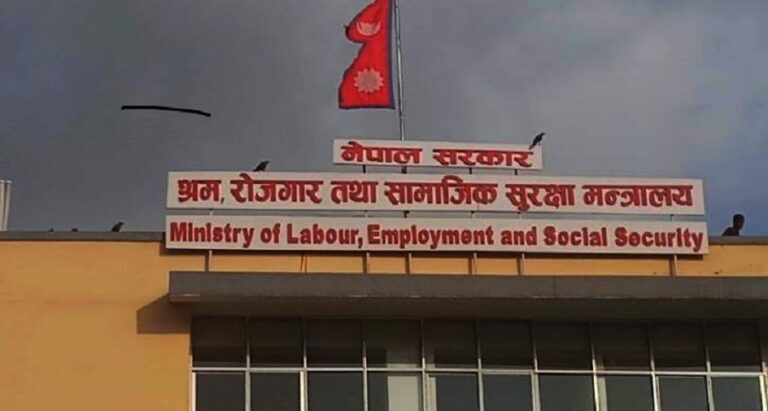 नेपाल सरकार
श्रम, रोजगार तथा सामाजिक सुरक्षा मन्त्रालय
Ministry of Labour, Employment and Social Security